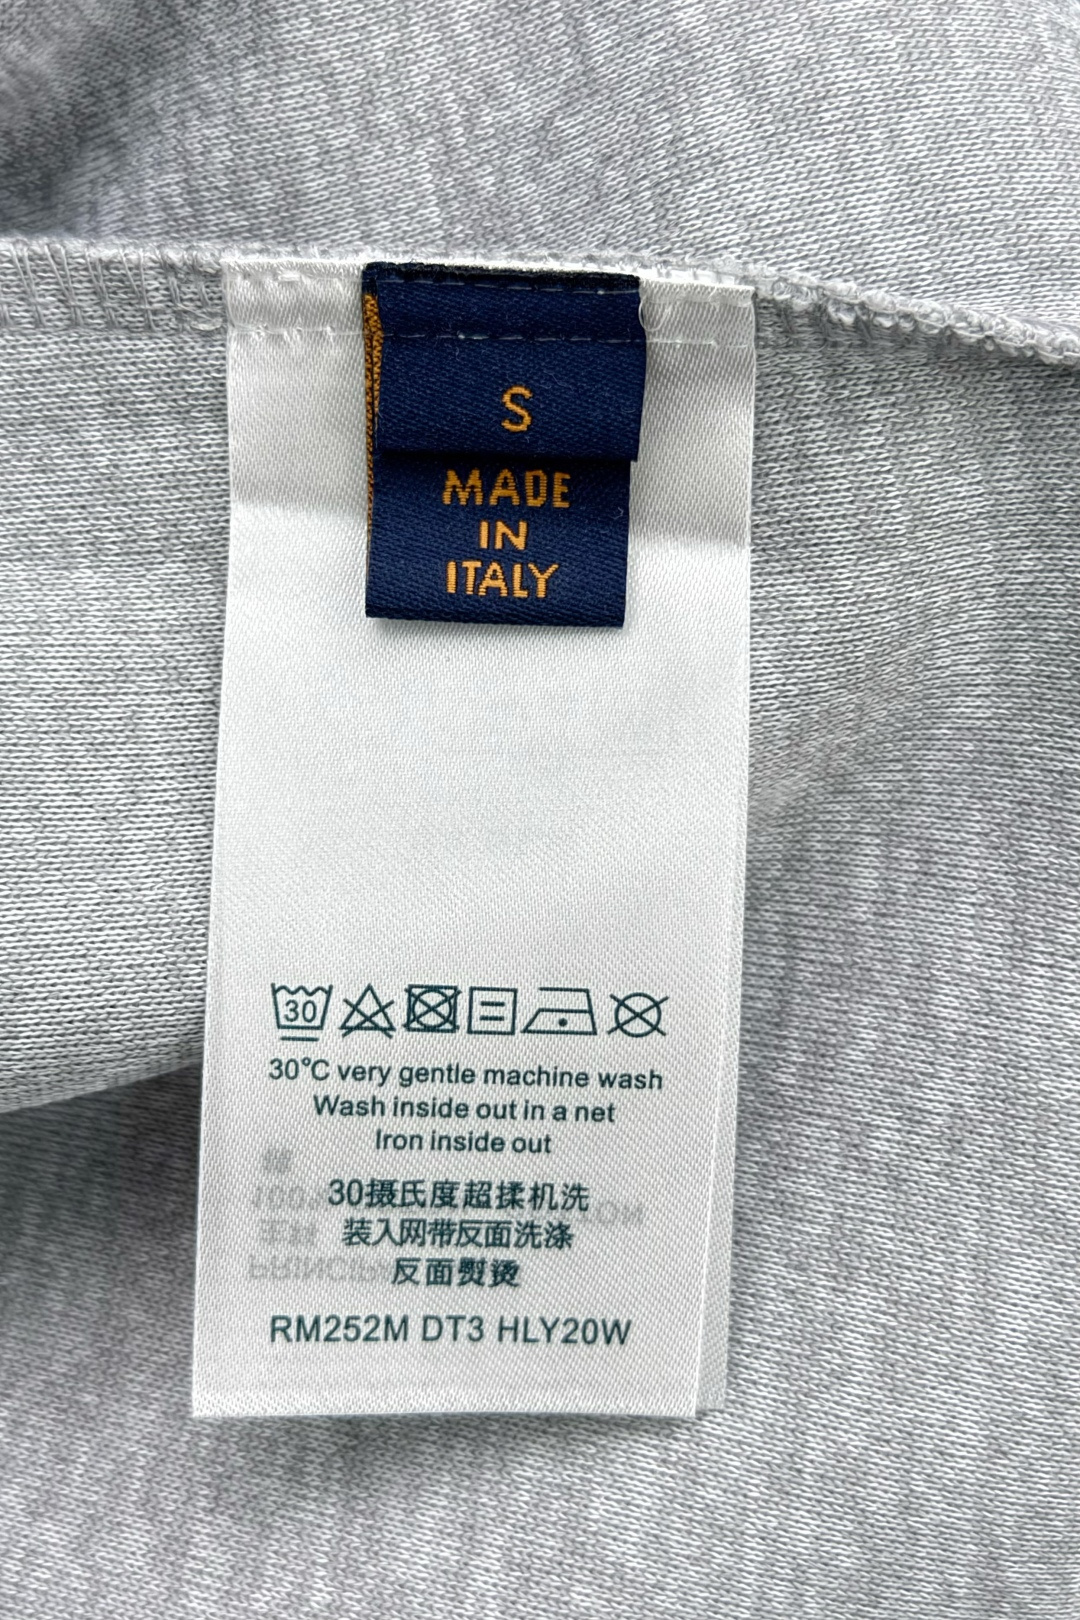 S
MADE
IN
ITALY
30
30°C very gentle machine wash
Wash inside out in a net
Iron inside out
30摄氏度超揉机洗
装入网带反面洗涤
反面熨烫
RM252M DT3 HLY20W